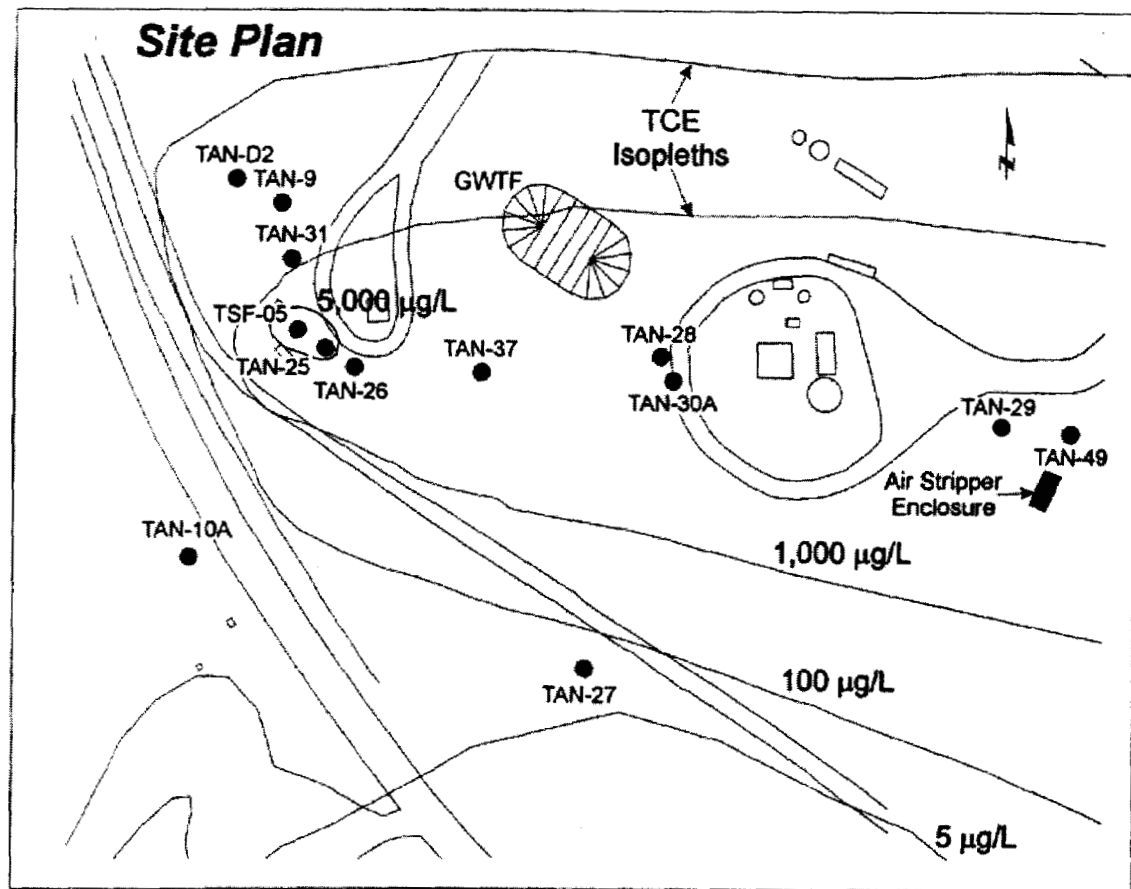 Site Plan
TCE
Isopleths
TAN-D2
TAN-9
GWTF
N
TAN-31
5,000 µg/L
TSF-05
TAN-25
TAN-26
TAN-37
TAN-28
TAN-30A
TAN-29
TAN-49
Air Stripper
Enclosure
TAN-10A
1,000 µg/L
100 µg/L
TAN-27
5 µg/L